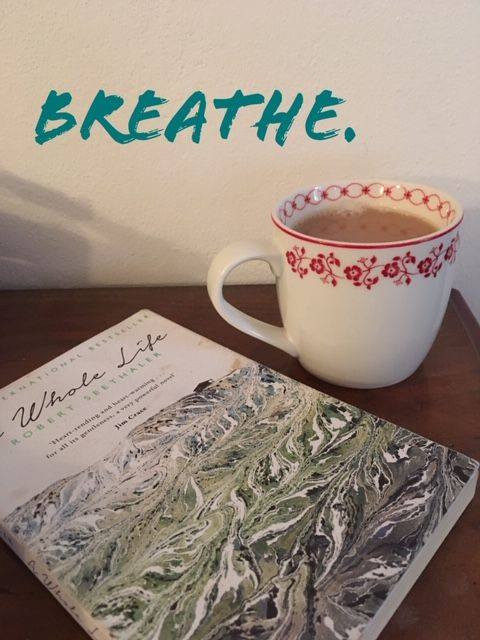 BREATHE.
ERNATIONAL BESTSELLER
Whole Life
ROBERT SEETHALER
'Heart-rending and heart-warming
for all its gentleness, a very powerful novel'
Jim Crace